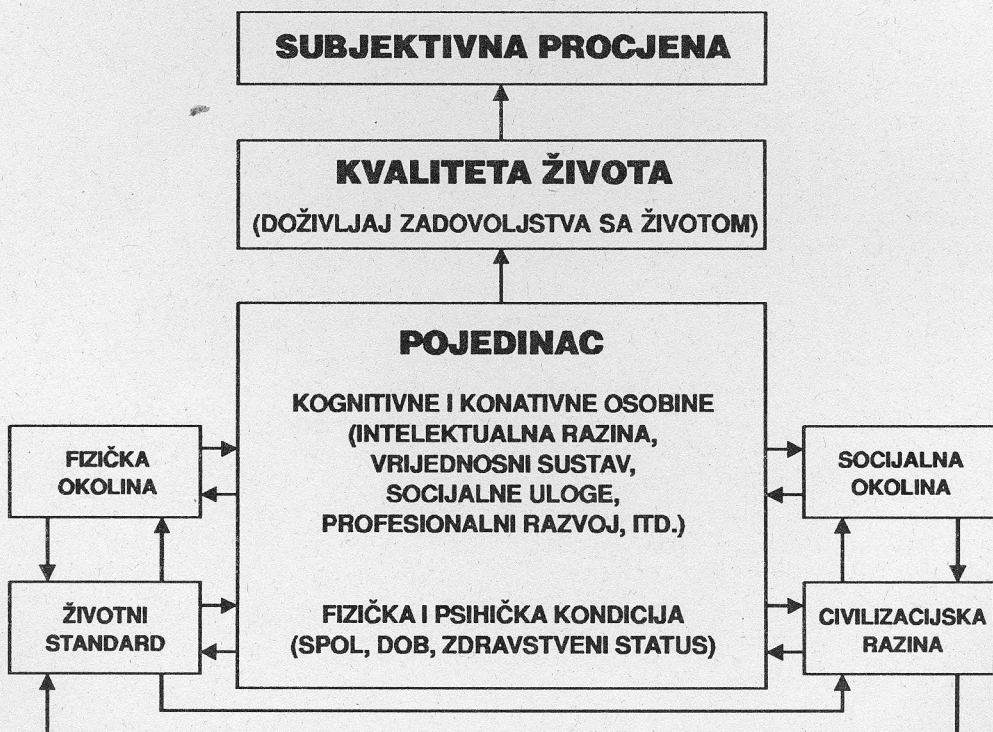 SUBJEKTIVNA PROCJENA
KVALITETA ŽIVOTA
(DOŽIVLJAJ ZADOVOLJSTVA SA ŽIVOTOM)
POJEDINAC
KOGNITIVNE I KONATIVNE OSOBINE
(INTELEKTUALNA RAZINA,
VRIJEDNOSNI SUSTAV,
SOCIJALNE ULOGE,
PROFESIONALNI RAZVOJ, ITD.)
FIZIČKA I PSIHIČKA KONDICIJA
(SPOL, DOB, ZDRAVSTVENI STATUS)
FIZIČKA
OKOLINA
ŽIVOTNI
STANDARD
SOCIJALNA
OKOLINA
CIVILIZACIJSKA
RAZINA